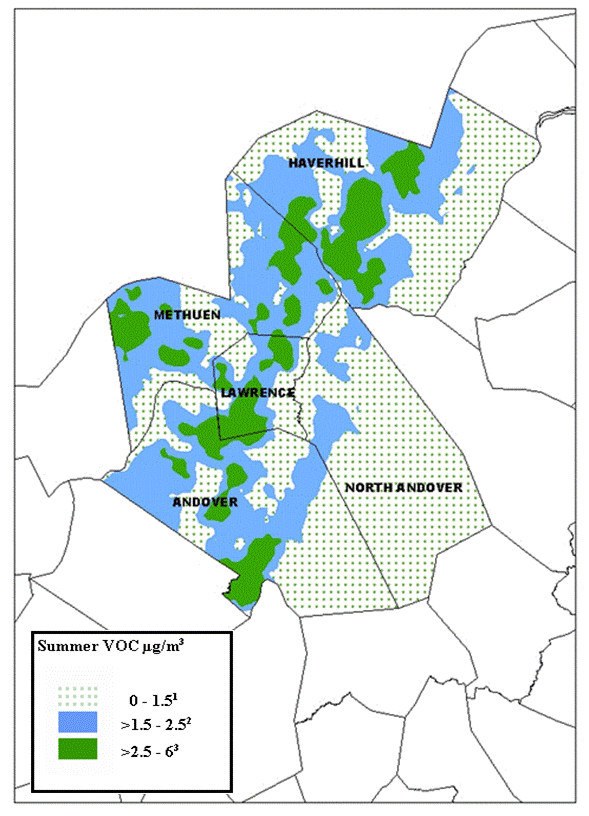 HAVERHILL
METHUEN
LAWRENCE
NORTH ANDOVER
ANDOVER
Summer VOC µg/m³
0 - 1.5¹
>1.5 - 2.5²
>2.5 - 6³